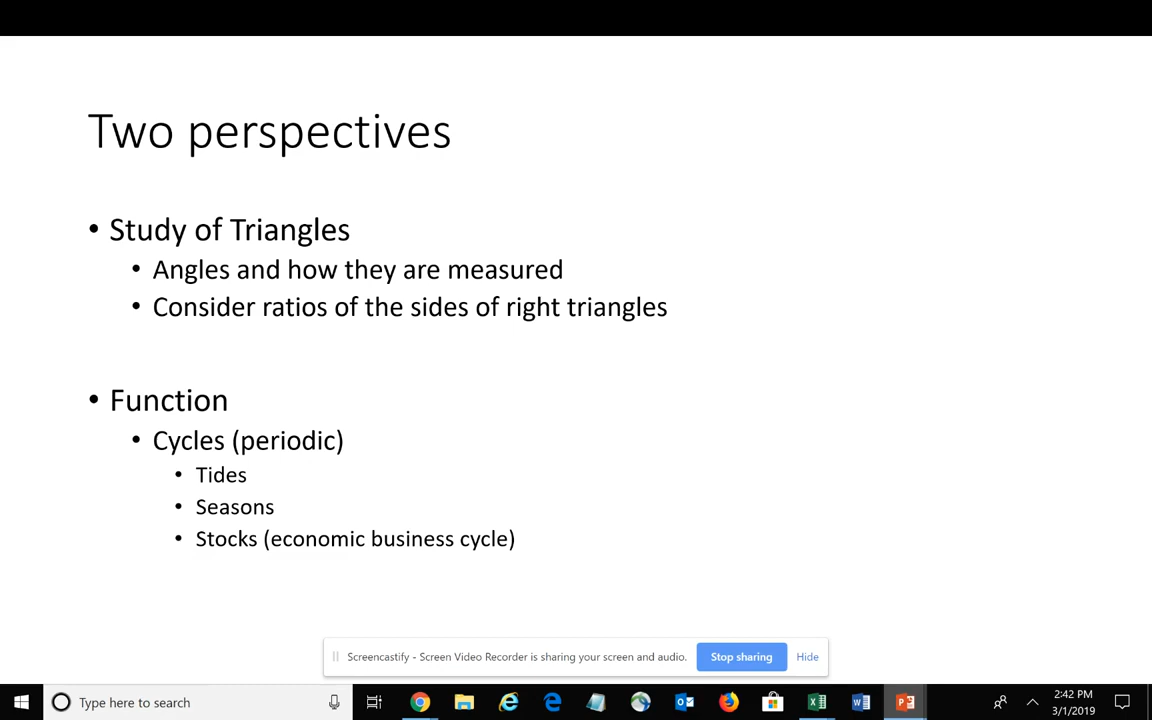 Two perspectives
• Study of Triangles
• Angles and how they are measured
• Consider ratios of the sides of right triangles
• Function
• Cycles (periodic)
• Tides
• Seasons
• Stocks (economic business cycle)
Screencastify - Screen Video Recorder is sharing your screen and audio. Stop sharing Hide
Type here to search
2:42 PM
3/1/2019